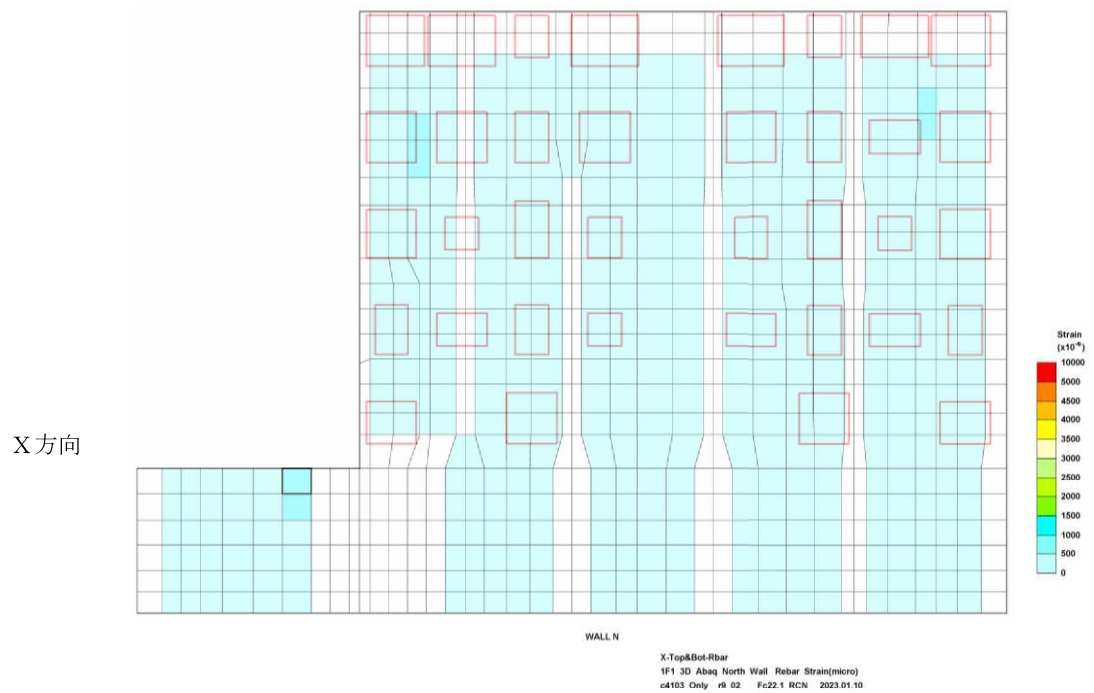 X方向
Strain
(x10⁻⁶)
10000
5000
4500
4000
3500
3000
2500
2000
1500
1000
500
0
WALL N
X-Top&Bot-Rbar
1F1 3D Abaq North Wall Rebar Strain(micro)
c4103 Only r9 02 Fc22.1 RCN 2023.01.10